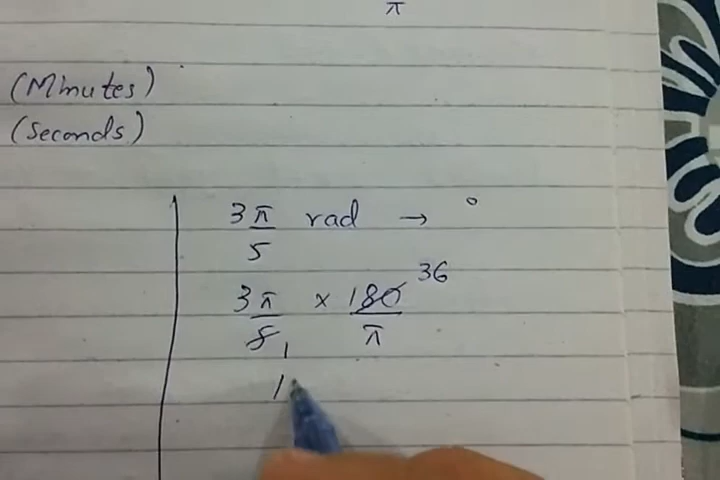 π
(Minutes)
(Seconds)
3π/5 rad → °
3π/5 1 × 180/π 36
1